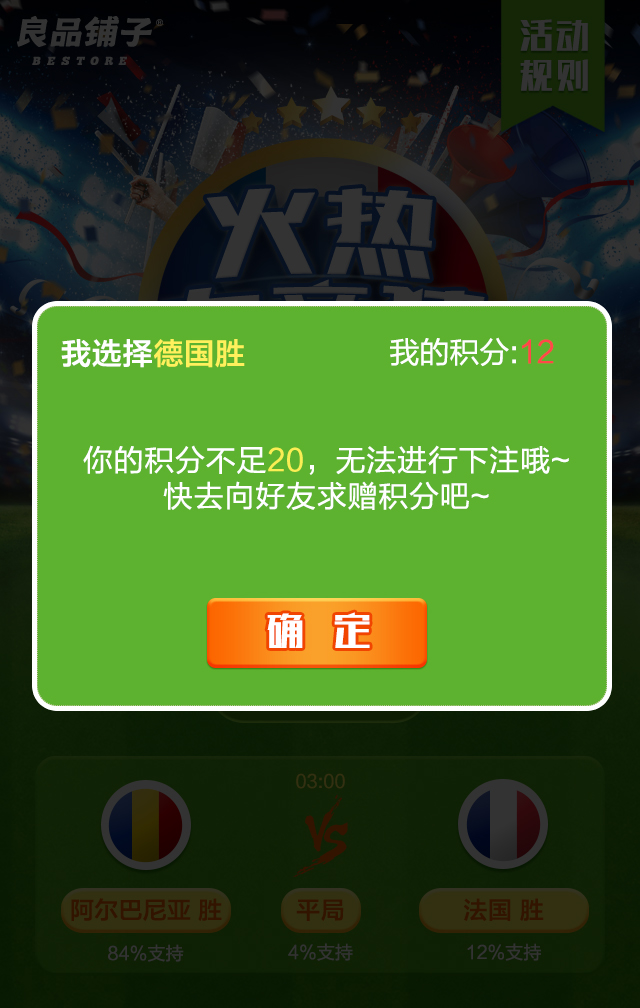 良品铺子®
BESTORE
活动
规则
火热
我选择德国胜
我的积分:12
你的积分不足20，无法进行下注哦~
快去向好友求赠积分吧~
确 定
03:00
VS
阿尔巴尼亚 胜
平局
法国 胜
84%支持
4%支持
12%支持